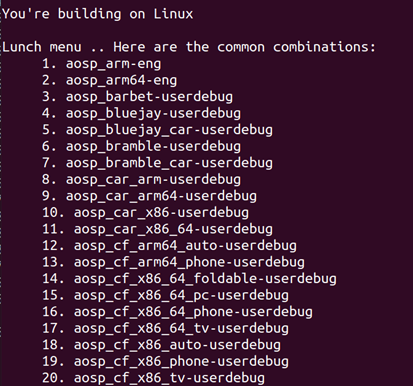 You're building on Linux
Lunch menu .. Here are the common combinations:
1. aosp_arm-eng
2. aosp_arm64-eng
3. aosp_barbet-userdebug
4. aosp_bluejay-userdebug
5. aosp_bluejay_car-userdebug
6. aosp_bramble-userdebug
7. aosp_bramble_car-userdebug
8. aosp_car_arm-userdebug
9. aosp_car_arm64-userdebug
10. aosp_car_x86-userdebug
11. aosp_car_x86_64-userdebug
12. aosp_cf_arm64_auto-userdebug
13. aosp_cf_arm64_phone-userdebug
14. aosp_cf_x86_64_foldable-userdebug
15. aosp_cf_x86_64_pc-userdebug
16. aosp_cf_x86_64_phone-userdebug
17. aosp_cf_x86_64_tv-userdebug
18. aosp_cf_x86_auto-userdebug
19. aosp_cf_x86_phone-userdebug
20. aosp_cf_x86_tv-userdebug